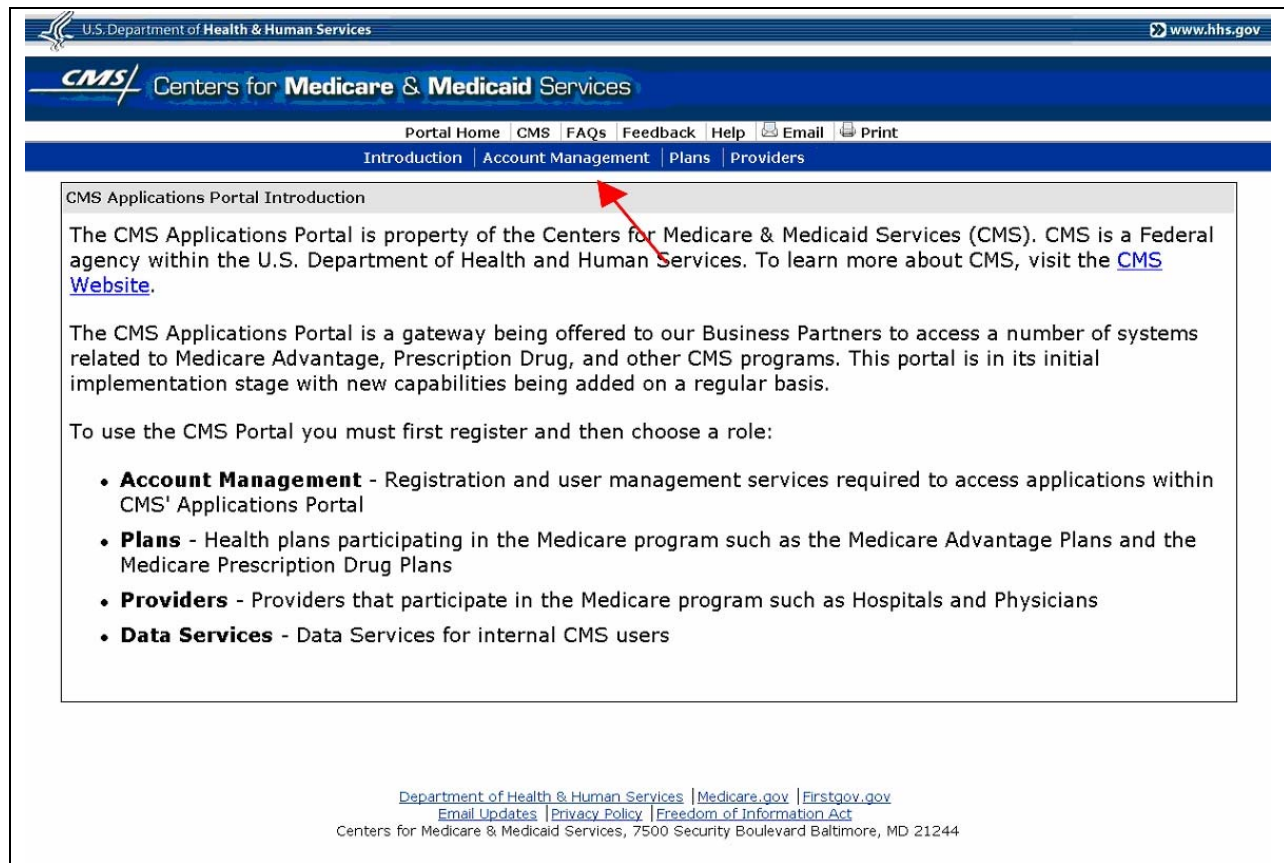 U.S. Department of Health & Human Services
www.hhs.gov
CMS/ Centers for Medicare & Medicaid Services
Portal Home | CMS | FAQs | Feedback | Help | Email | Print
Introduction | Account Management | Plans | Providers
CMS Applications Portal Introduction
The CMS Applications Portal is property of the Centers for Medicare & Medicaid Services (CMS). CMS is a Federal
agency within the U.S. Department of Health and Human Services. To learn more about CMS, visit the CMS
Website.
The CMS Applications Portal is a gateway being offered to our Business Partners to access a number of systems
related to Medicare Advantage, Prescription Drug, and other CMS programs. This portal is in its initial
implementation stage with new capabilities being added on a regular basis.
To use the CMS Portal you must first register and then choose a role:
• Account Management - Registration and user management services required to access applications within
CMS' Applications Portal
• Plans - Health plans participating in the Medicare program such as the Medicare Advantage Plans and the
Medicare Prescription Drug Plans
• Providers - Providers that participate in the Medicare program such as Hospitals and Physicians
• Data Services - Data Services for internal CMS users
Department of Health & Human Services | Medicare.gov | Firstgov.gov
Email Updates | Privacy Policy | Freedom of Information Act
Centers for Medicare & Medicaid Services, 7500 Security Boulevard Baltimore, MD 21244